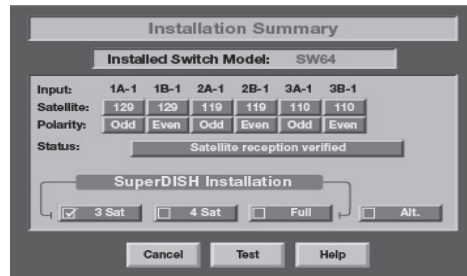 Installation Summary
Installed Switch Model: SW64
Input: 1A-1 1B-1 2A-1 2B-1 3A-1 3B-1
Satellite: 129 129 119 119 110 110
Polarity: Odd Even Odd Even Odd Even
Status: Satellite reception verified
SuperDISH Installation
3 Sat 4 Sat Full Alt.
Cancel Test Help